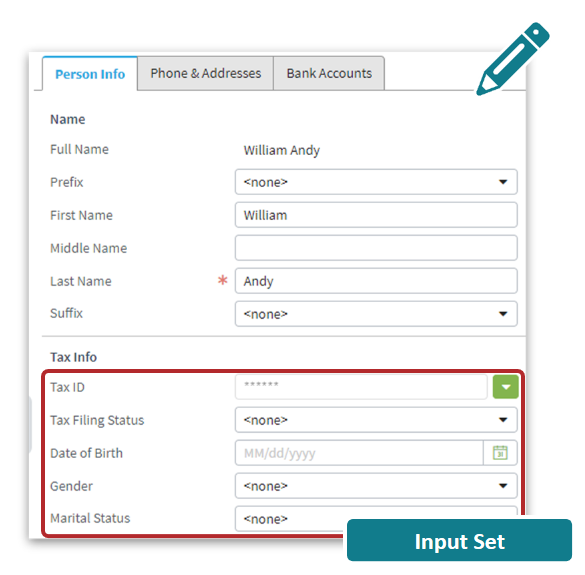 Person Info Phone & Addresses Bank Accounts
Name
Full Name William Andy
Prefix <none>
First Name William
Middle Name
Last Name * Andy
Suffix <none>
Tax Info
Tax ID ******
Tax Filing Status <none>
Date of Birth MM/dd/yyyy 31
Gender <none>
Marital Status <none>
Input Set